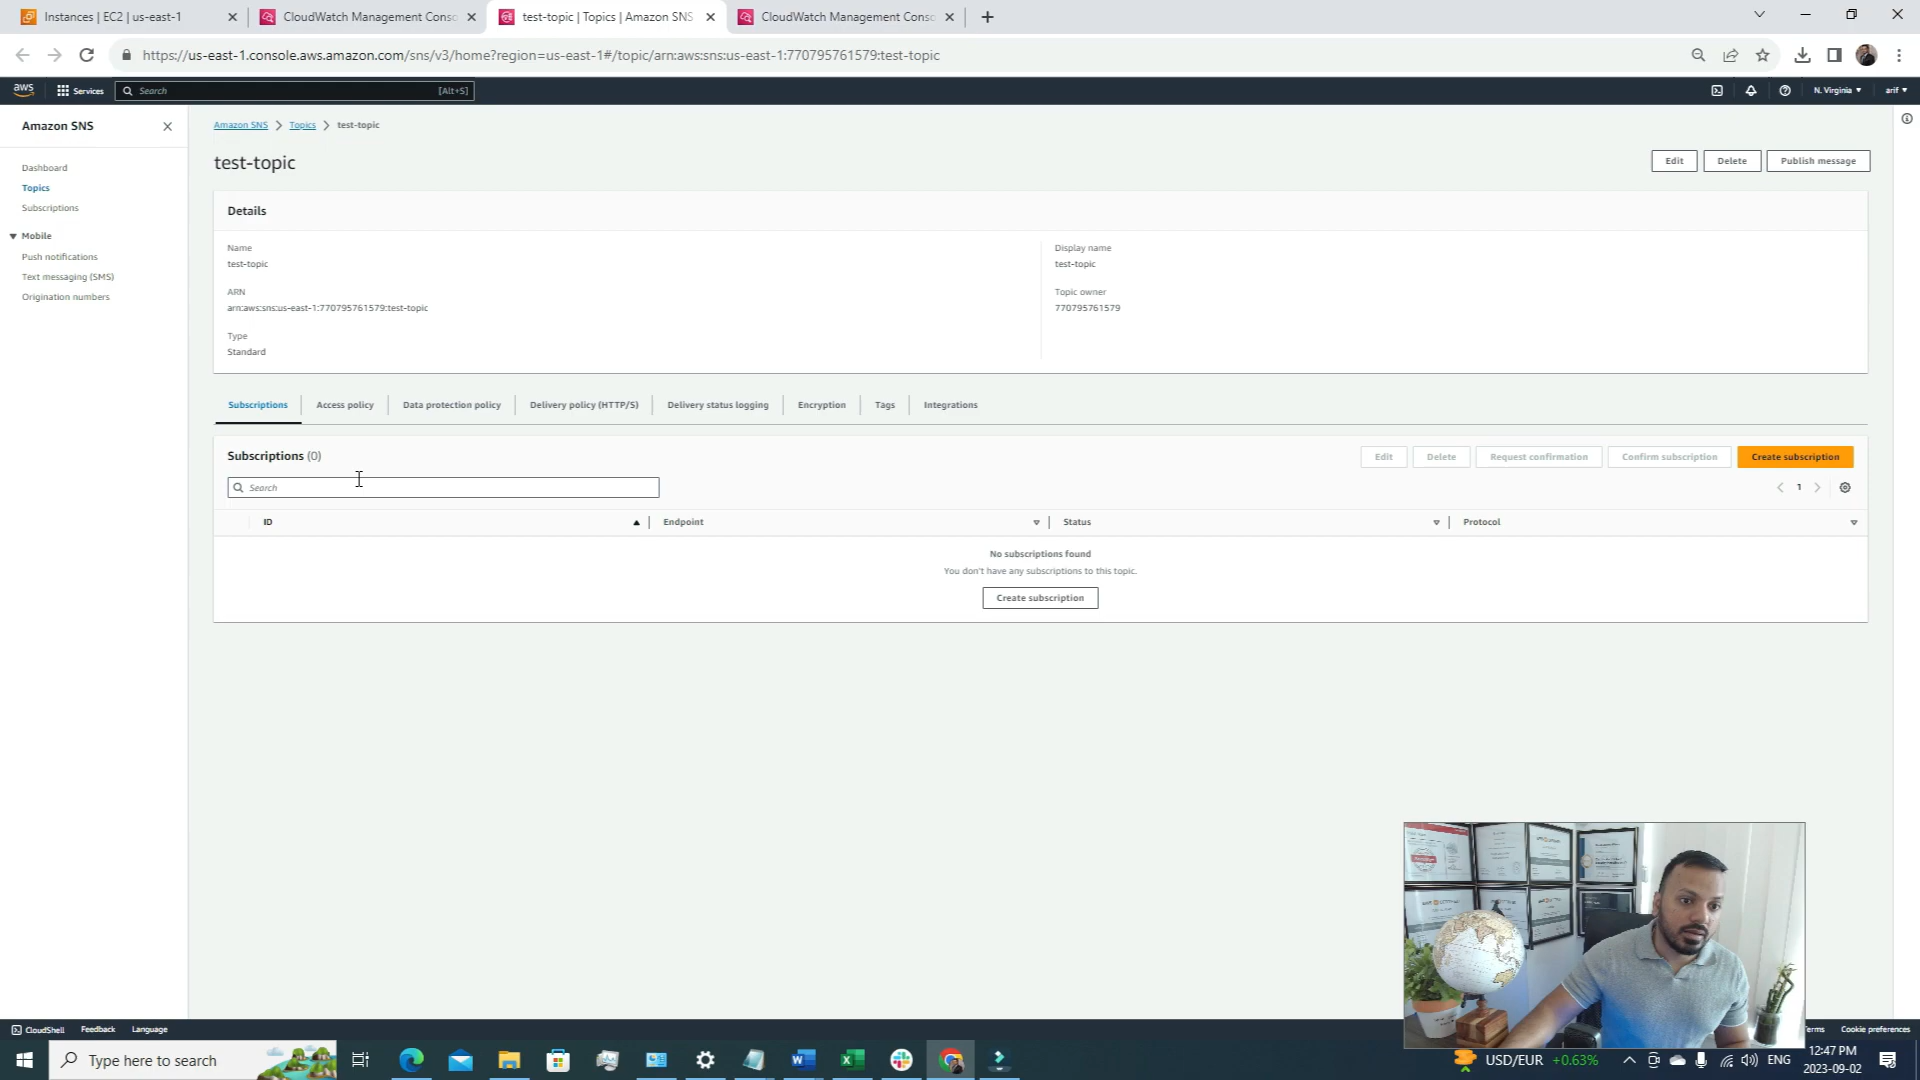 Instances | EC2 | us-east-1
CloudWatch Management Conso
test-topic | Topics | Amazon SNS
CloudWatch Management Conso
https://us-east-1.console.aws.amazon.com/sns/v3/home?region=us-east-1#/topic/arn:aws:sns:us-east-1:770795761579:test-topic
aws
Services
Search
[Alt+S]
N. Virginia
arif
Amazon SNS
Dashboard
Topics
Subscriptions
Mobile
Push notifications
Text messaging (SMS)
Origination numbers
Amazon SNS
Topics
test-topic
test-topic
Edit
Delete
Publish message
Details
Name
test-topic
ARN
arn:aws:sns:us-east-1:770795761579:test-topic
Type
Standard
Display name
test-topic
Topic owner
770795761579
Subscriptions
Access policy
Data protection policy
Delivery policy (HTTP/S)
Delivery status logging
Encryption
Tags
Integrations
Subscriptions (0)
Edit
Delete
Request confirmation
Confirm subscription
Create subscription
Search
1
ID
Endpoint
Status
Protocol
No subscriptions found
You don't have any subscriptions to this topic.
Create subscription
CloudShell
Feedback
Language
Cookie preferences
Type here to search
USD/EUR +0.63%
ENG
12:47 PM
2023-09-02